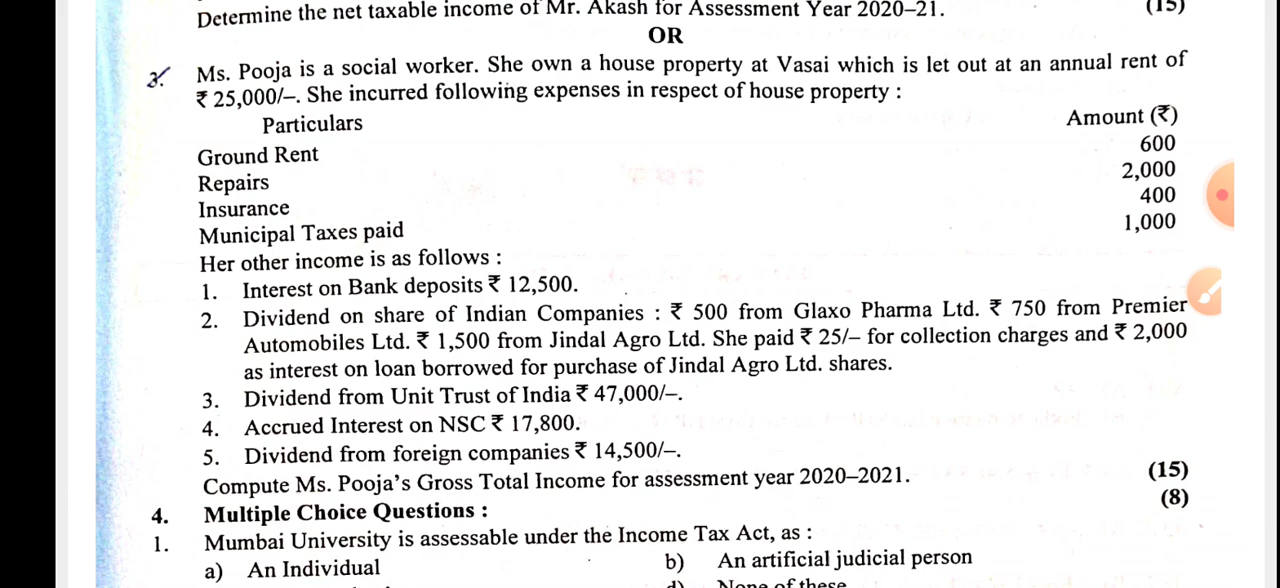 Determine the net taxable income of Mr. Akash for Assessment Year 2020–21. (15)
OR
3. Ms. Pooja is a social worker. She own a house property at Vasai which is let out at an annual rent of
₹ 25,000/–. She incurred following expenses in respect of house property :
Particulars Amount (₹)
Ground Rent 600
Repairs 2,000
Insurance 400
Municipal Taxes paid 1,000
Her other income is as follows :
1. Interest on Bank deposits ₹ 12,500.
2. Dividend on share of Indian Companies : ₹ 500 from Glaxo Pharma Ltd. ₹ 750 from Premier
Automobiles Ltd. ₹ 1,500 from Jindal Agro Ltd. She paid ₹ 25/– for collection charges and ₹ 2,000
as interest on loan borrowed for purchase of Jindal Agro Ltd. shares.
3. Dividend from Unit Trust of India ₹ 47,000/–.
4. Accrued Interest on NSC ₹ 17,800.
5. Dividend from foreign companies ₹ 14,500/–.
Compute Ms. Pooja's Gross Total Income for assessment year 2020–2021. (15)
4. Multiple Choice Questions : (8)
1. Mumbai University is assessable under the Income Tax Act, as :
a) An Individual b) An artificial judicial person
d) None of these